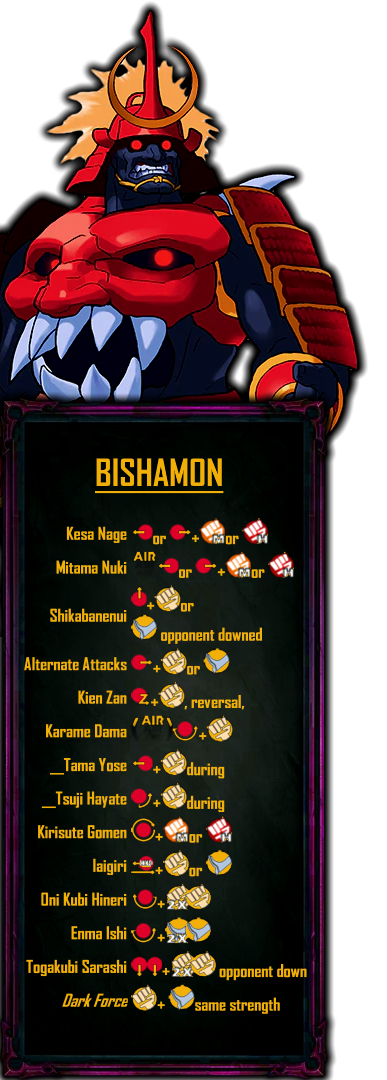 BISHAMON
Kesa Nage or + M or H
AIR
Mitama Nuki or + M or H
+ or
Shikabanenui
opponent downed
Alternate Attacks + or
Kien Zan Z + , reversal,
( AIR )
Karame Dama +
__Tama Yose + during
__Tsuji Hayate + during
Kirisute Gomen + M or H
Iaigiri + or
Oni Kubi Hineri + 2X
Enma Ishi + 2X
Togakubi Sarashi + 2X opponent down
Dark Force + same strength